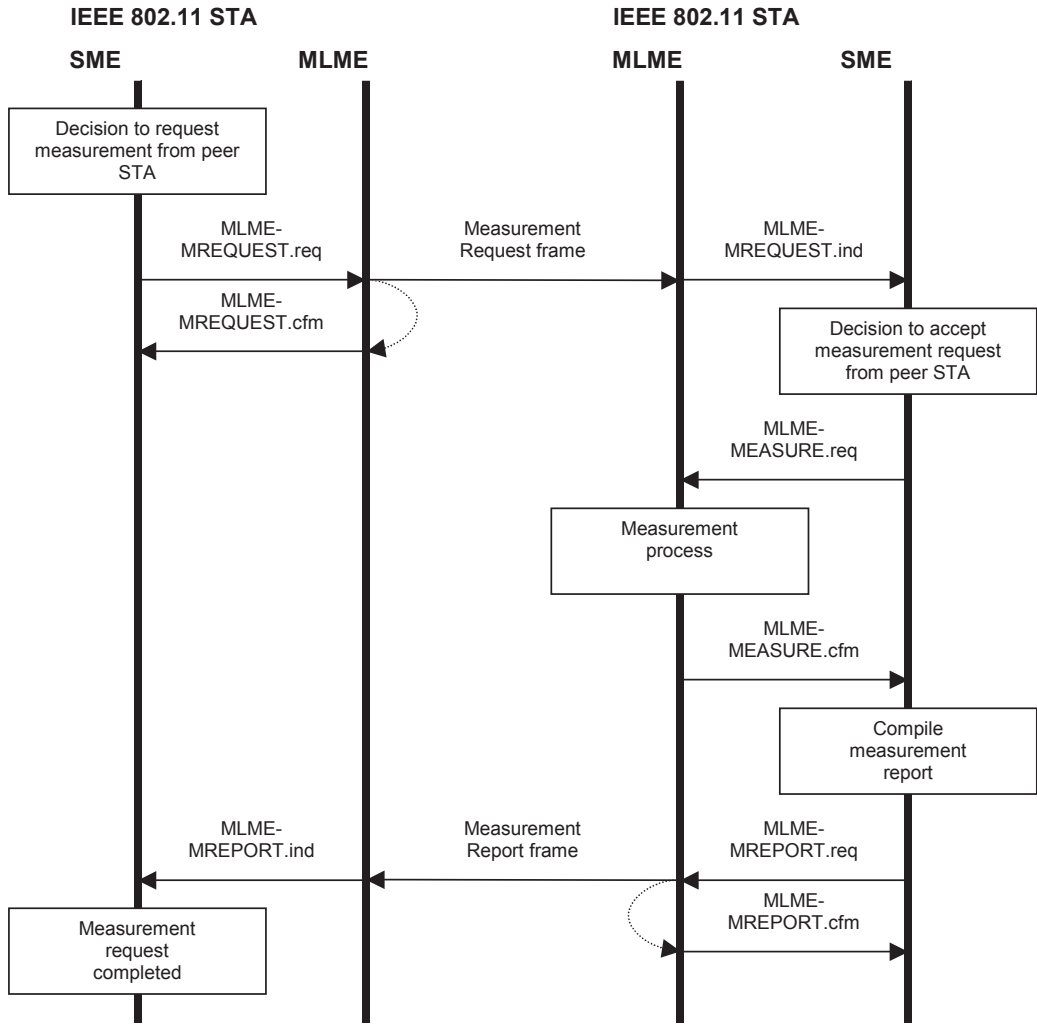 IEEE 802.11 STA
IEEE 802.11 STA
SME
MLME
MLME
SME
Decision to request
measurement from peer
STA
MLME-
MREQUEST.req
Measurement
Request frame
MLME-
MREQUEST.ind
MLME-
MREQUEST.cfm
Decision to accept
measurement request
from peer STA
MLME-
MEASURE.req
Measurement
process
MLME-
MEASURE.cfm
Compile
measurement
report
MLME-
MREPORT.ind
Measurement
Report frame
MLME-
MREPORT.req
MLME-
MREPORT.cfm
Measurement
request
completed